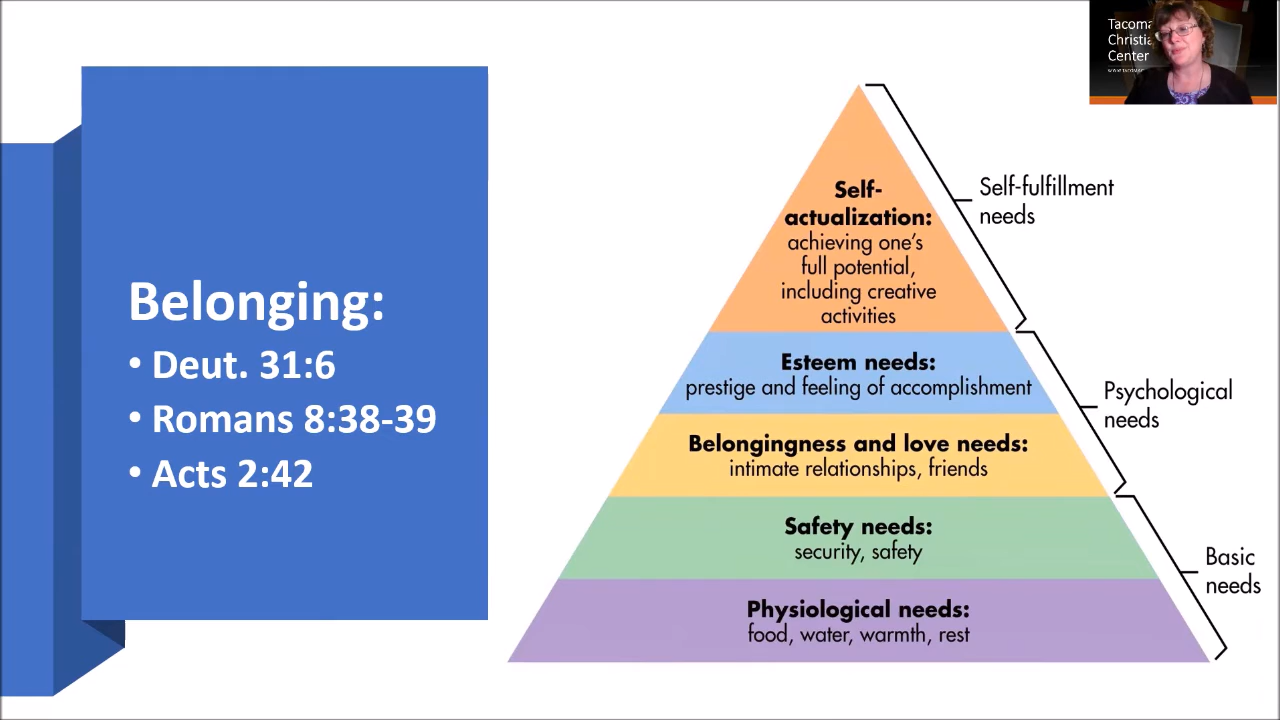 Belonging:
• Deut. 31:6
• Romans 8:38-39
• Acts 2:42
Self-
actualization:
achieving one's
full potential,
including creative
activities
Esteem needs:
prestige and feeling of accomplishment
Belongingness and love needs:
intimate relationships, friends
Safety needs:
security, safety
Physiological needs:
food, water, warmth, rest
Self-fulfillment
needs
Psychological
needs
Basic
needs
Center